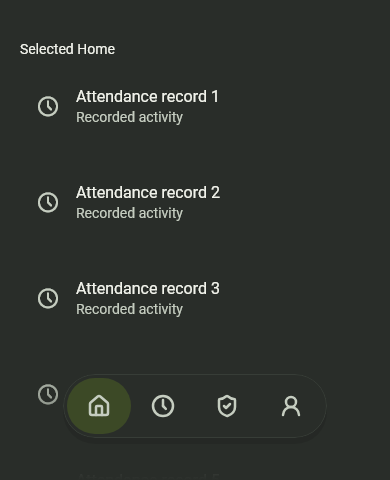 Selected Home
Attendance record 1
Recorded activity
Attendance record 2
Recorded activity
Attendance record 3
Recorded activity